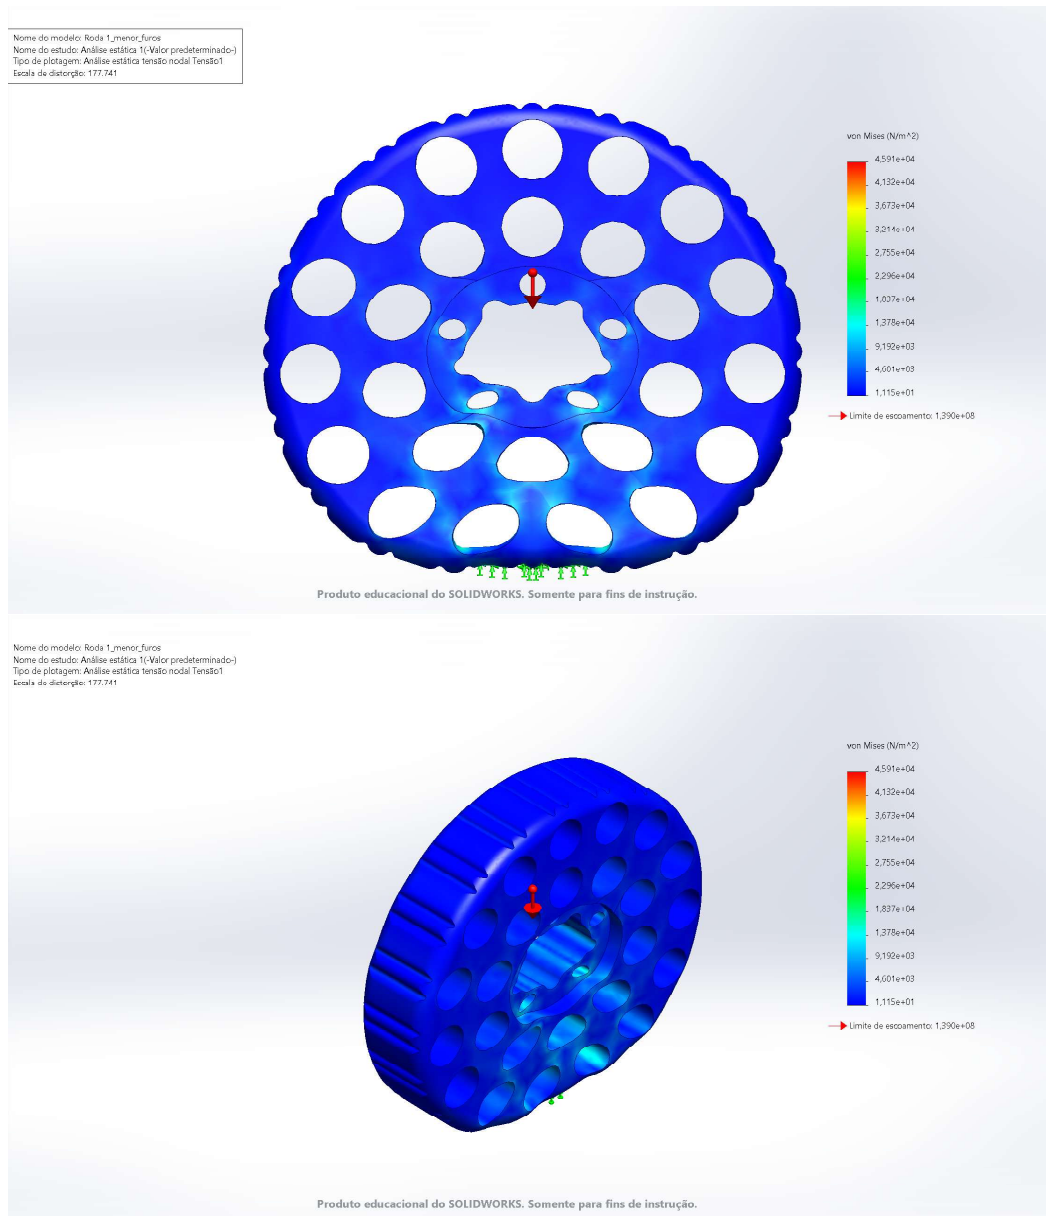 Nome do modelo: Roda 1_menor_furos
Nome do estudo: Análise estática 1(-Valor predeterminado-)
Tipo de plotagem: Análise estática tensão nodal Tensão1
Escala de distorção: 177.741
von Mises (N/m^2)
4,591e+04
4,132e+04
3,673e+04
3,214e+04
2,755e+04
2,296e+04
1,837e+04
1,378e+04
9,192e+03
4,601e+03
1,115e+01
Limite de escoamento: 1,390e+08
Produto educacional do SOLIDWORKS. Somente para fins de instrução.
Nome do modelo: Roda 1_menor_furos
Nome do estudo: Análise estática 1(-Valor predeterminado-)
Tipo de plotagem: Análise estática tensão nodal Tensão1
Escala de distorção: 177.741
von Mises (N/m^2)
4,591e+04
4,132e+04
3,673e+04
3,214e+04
2,755e+04
2,296e+04
1,837e+04
1,378e+04
9,192e+03
4,601e+03
1,115e+01
Limite de escoamento: 1,390e+08
Produto educacional do SOLIDWORKS. Somente para fins de instrução.